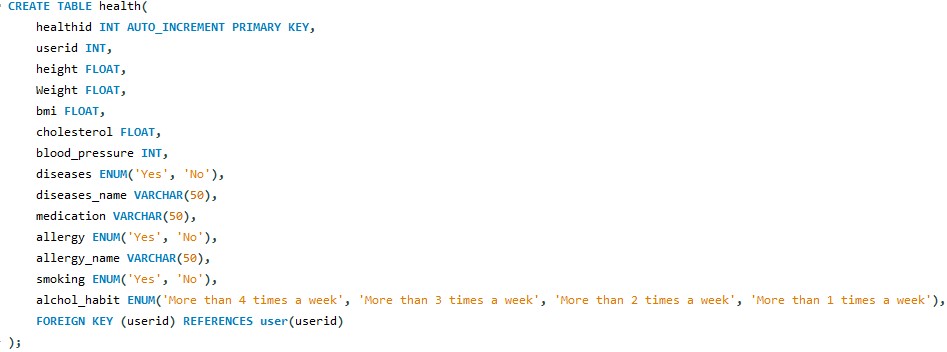 CREATE TABLE health(
healthid INT AUTO_INCREMENT PRIMARY KEY,
userid INT,
height FLOAT,
Weight FLOAT,
bmi FLOAT,
cholesterol FLOAT,
blood_pressure INT,
diseases ENUM('Yes', 'No'),
diseases_name VARCHAR(50),
medication VARCHAR(50),
allergy ENUM('Yes', 'No'),
allergy_name VARCHAR(50),
smoking ENUM('Yes', 'No'),
alchol_habit ENUM('More than 4 times a week', 'More than 3 times a week', 'More than 2 times a week', 'More than 1 times a week'),
FOREIGN KEY (userid) REFERENCES user(userid)
);